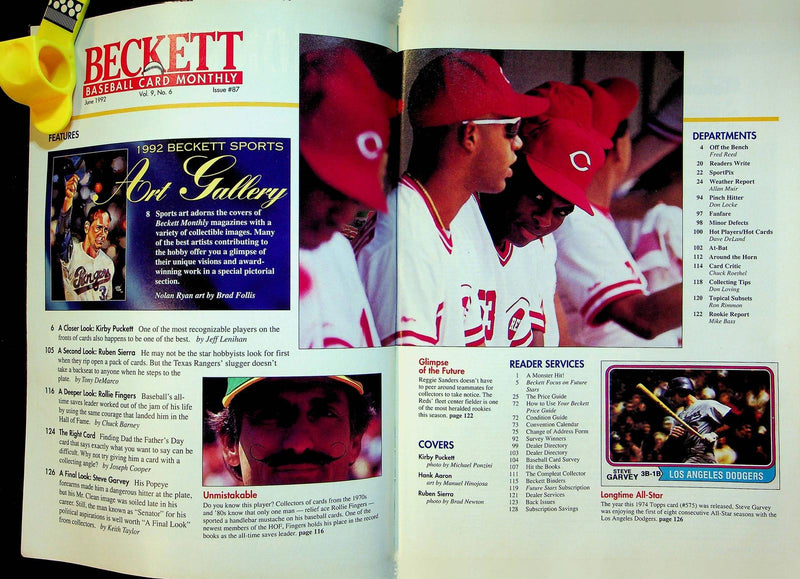 BECKETT
BASEBALL CARD MONTHLY
June 1992
Vol. 9, No. 6
Issue #87
FEATURES
1992 BECKETT SPORTS
Art Gallery
8 Sports art adorns the covers of
Beckett Monthly magazines with a
variety of collectible images. Many
of the best artists contributing to
the hobby offer you a glimpse of
their unique visions and award-
winning work in a special pictorial
section.
Nolan Ryan art by Brad Follis
Rangers
6 A Closer Look: Kirby Puckett One of the most recognizable players on the
fronts of cards also happens to be one of the best. by Jeff Lenihan
105 A Second Look: Ruben Sierra He may not be the star hobbyists look for first
when they rip open a pack of cards. But the Texas Rangers' slugger doesn't
take a backseat to anyone when he steps to the
plate. by Tony DeMarco
116 A Deeper Look: Rollie Fingers Baseball's all-
time saves leader worked out of the jam of his life
by using the same courage that landed him in the
Hall of Fame. by Chuck Barney
124 The Right Card Finding Dad the Father's Day
card that says exactly what you want to say can be
difficult. Why not try giving him a card with a
collecting angle? by Joseph Cooper
126 A Final Look: Steve Garvey His Popeye
forearms made him a dangerous hitter at the plate,
but his Mr. Clean image was soiled late in his
career. Still, the man known as "Senator" for his
political aspirations is well worth "A Final Look"
from collectors. by Keith Taylor
Unmistakable
Do you know this player? Collectors of cards from the 1970s
and '80s know that only one man — relief ace Rollie Fingers —
sported a handlebar mustache on his baseball cards. One of the
newest members of the HOF, Fingers holds his place in the record
books as the all-time saves leader. page 116
C
C
33
RE
Glimpse
of the Future
Reggie Sanders doesn't have
to peer around teammates for
collectors to take notice. The
Reds' fleet center fielder is one
of the most heralded rookies
this season. page 122
COVERS
Kirby Puckett
photo by Michael Ponzini
Hank Aaron
art by Manuel Hinojosa
Ruben Sierra
photo by Brad Newton
READER SERVICES
1 A Monster Hit!
5 Beckett Focus on Future
Stars
25 The Price Guide
72 How to Use Your Beckett
Price Guide
72 Condition Guide
73 Convention Calendar
75 Change of Address Form
92 Survey Winners
99 Dealer Directory
103 Dealer Directory
104 Baseball Card Survey
107 Hit the Books
111 The Compleat Collector
115 Beckett Binders
119 Future Stars Subscription
121 Dealer Services
123 Back Issues
128 Subscription Savings
DEPARTMENTS
4 Off the Bench
Fred Reed
20 Readers Write
22 SportPix
24 Weather Report
Allan Muir
94 Pinch Hitter
Don Locke
97 Fanfare
98 Minor Defects
100 Hot Players/Hot Cards
Dave DeLand
102 At-Bat
112 Around the Horn
114 Card Critic
Chuck Roethel
118 Collecting Tips
Don Loving
120 Topical Subsets
Ron Rimmon
122 Rookie Report
Mike Bass
STEVE
GARVEY
3B-1B
LOS ANGELES DODGERS
Longtime All-Star
The year this 1974 Topps card (#575) was released, Steve Garvey
was enjoying the first of eight consecutive All-Star seasons with the
Los Angeles Dodgers. page 126